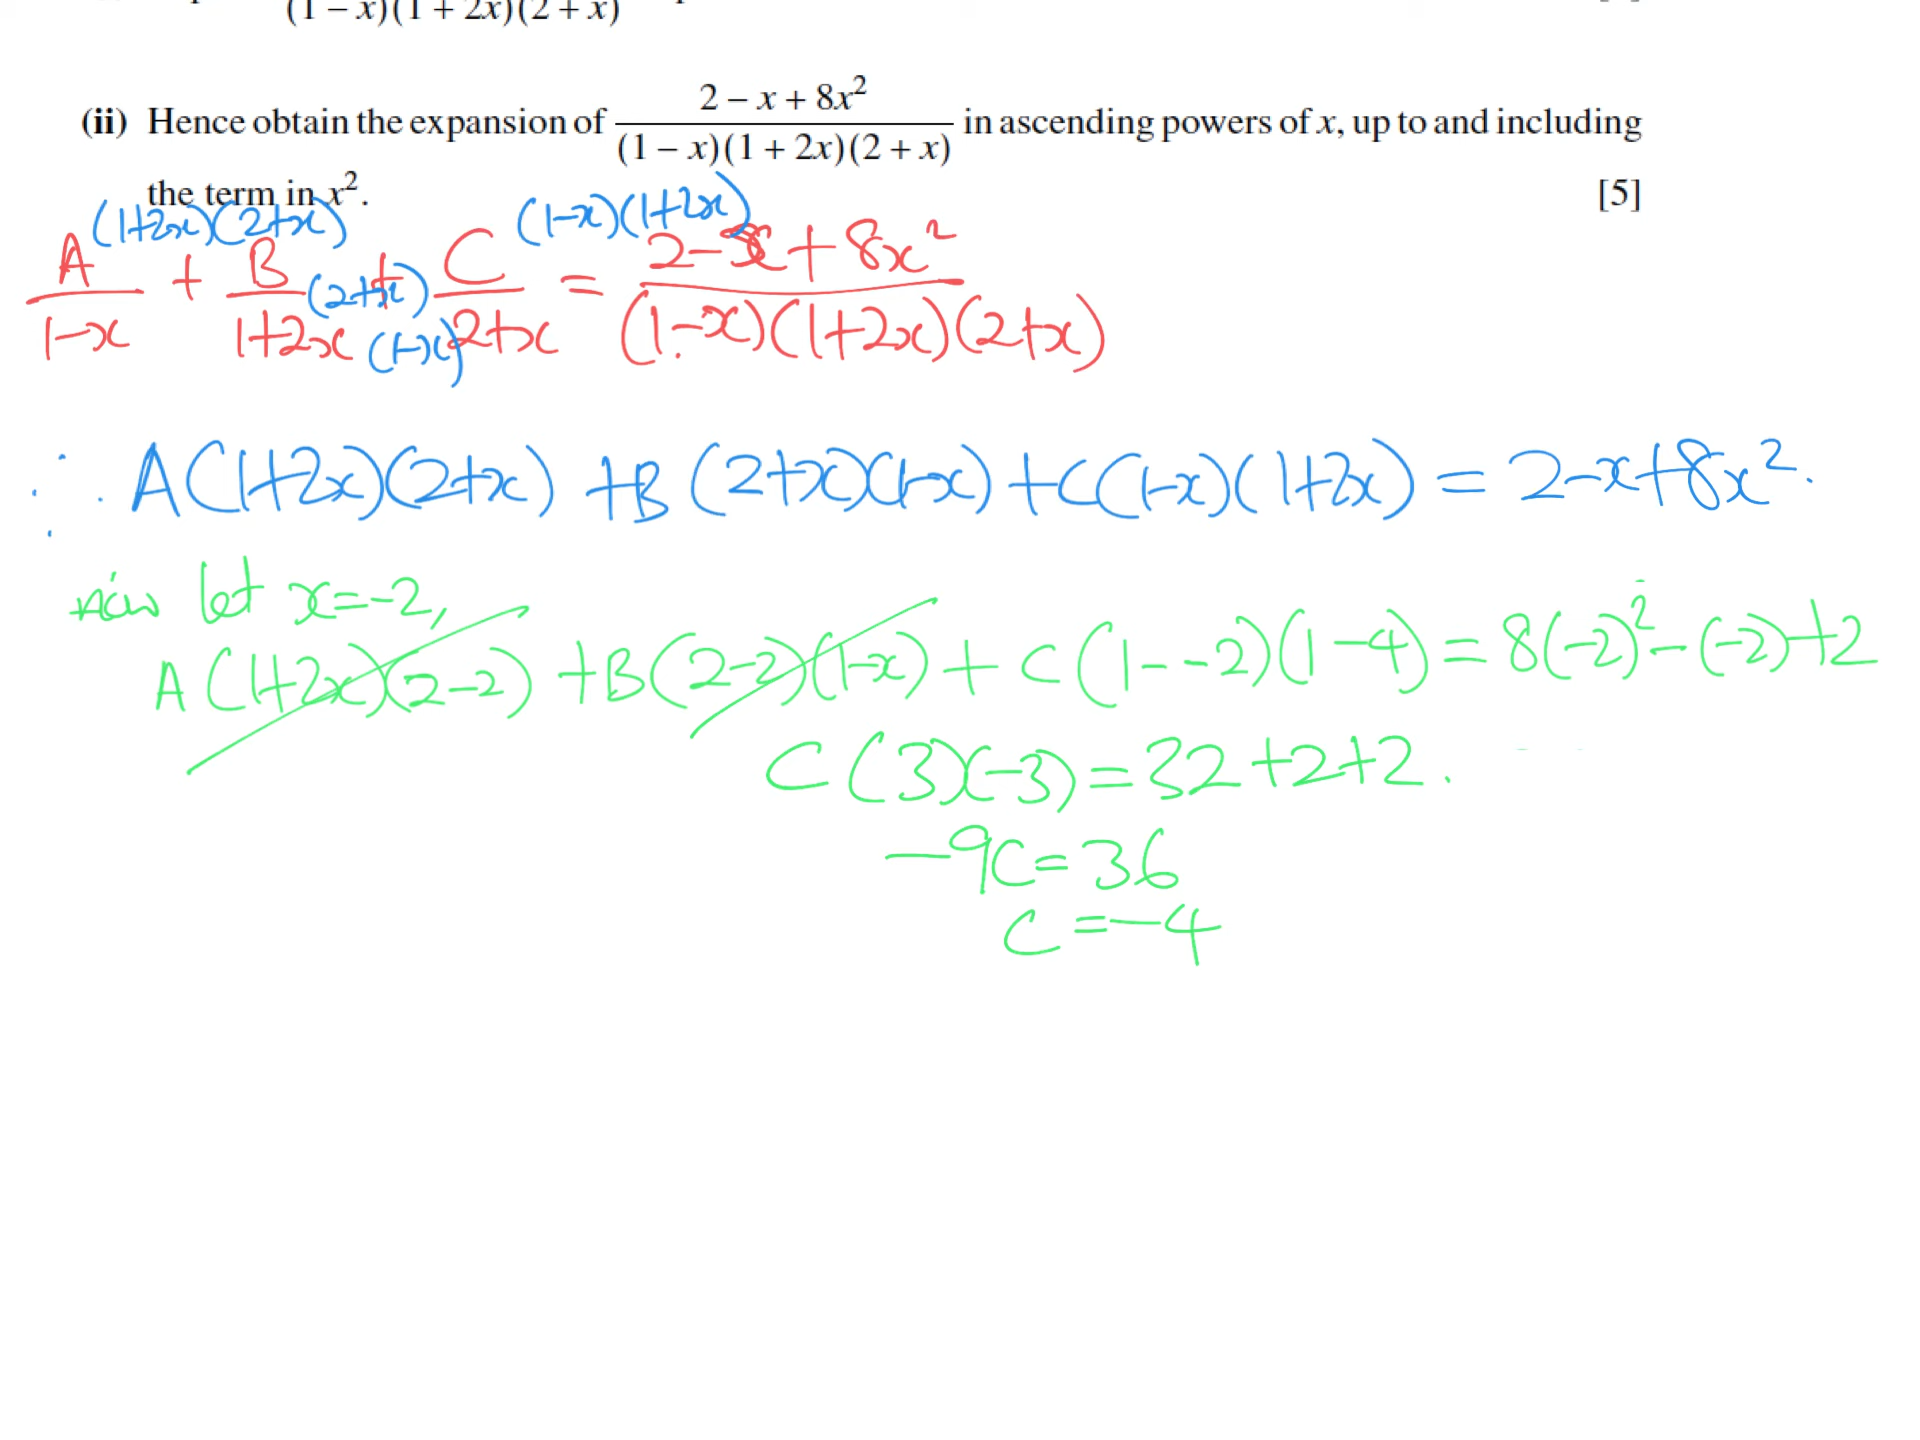 (1 − x)(1 + 2x)(2 + x)
(ii) Hence obtain the expansion of (2 − x + 8x²)/((1 − x)(1 + 2x)(2 + x)) in ascending powers of x, up to and including
the term in x². [5]
A/(1-x) (1+2x)(2+x) + B/(1+2x) (2+x)(1-x) + C/(2+x) (1-x)(1+2x) = (2-x+8x²)/((1-x)(1+2x)(2+x))
∴ A(1+2x)(2+x) +B(2+x)(1-x) +C(1-x)(1+2x) = 2-x+8x².
now let x=-2,
A(1+2x)(2-2) +B(2-2)(1-x) + C(1--2)(1-4) = 8(-2)²-(-2)+2
C(3)(-3)=32+2+2.
-9C=36
C=-4